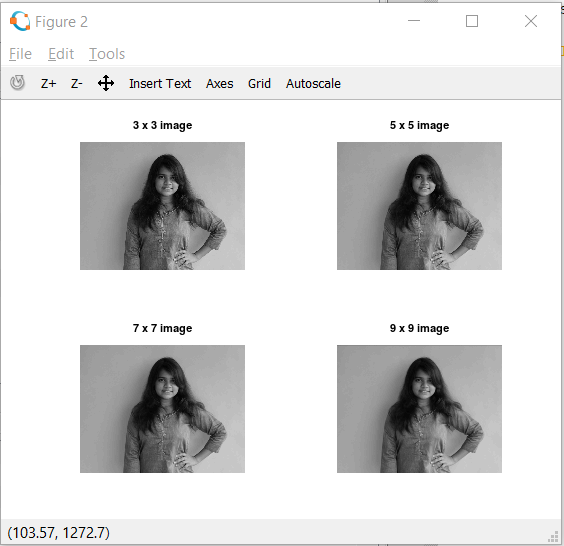 Figure 2
File Edit Tools
Z+ Z- Insert Text Axes Grid Autoscale
3 x 3 image 5 x 5 image
7 x 7 image 9 x 9 image
(103.57, 1272.7)